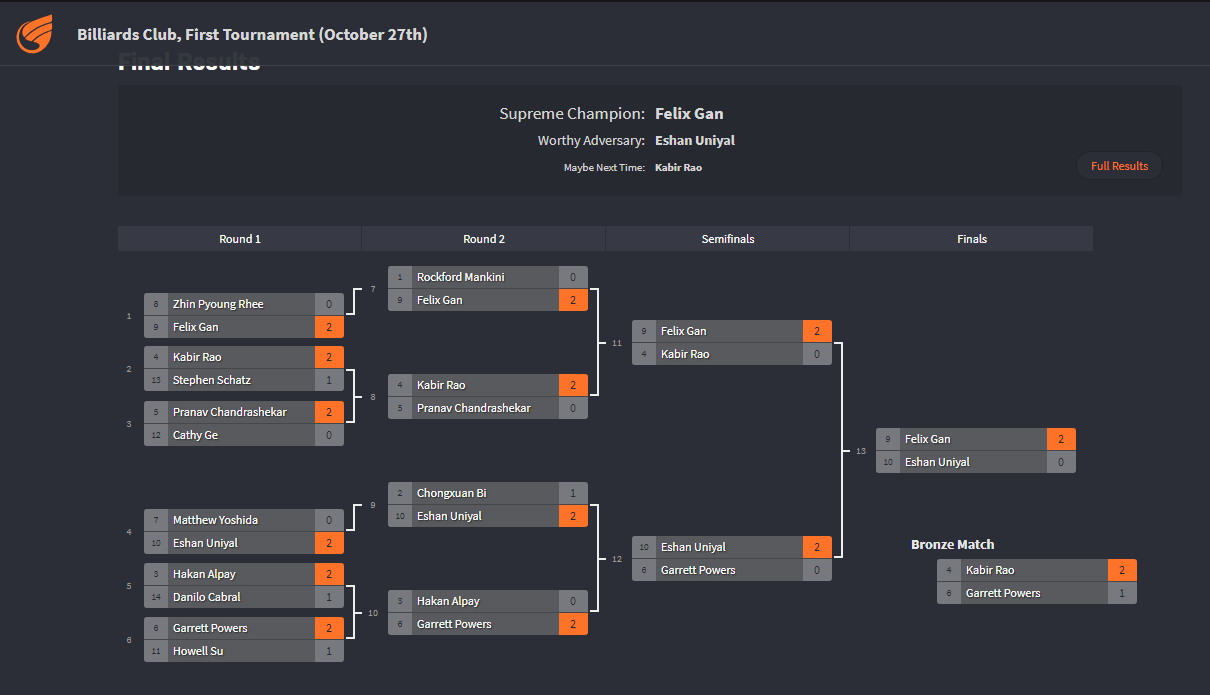 Billiards Club, First Tournament (October 27th)
Final Results
Supreme Champion: Felix Gan
Worthy Adversary: Eshan Uniyal
Maybe Next Time: Kabir Rao
Full Results
Round 1 Round 2 Semifinals Finals
1
8 Zhin Pyoung Rhee 0
9 Felix Gan 2
2
4 Kabir Rao 2
13 Stephen Schatz 1
3
5 Pranav Chandrashekar 2
12 Cathy Ge 0
4
7 Matthew Yoshida 0
10 Eshan Uniyal 2
5
3 Hakan Alpay 2
14 Danilo Cabral 1
6
6 Garrett Powers 2
11 Howell Su 1
7
1 Rockford Mankini 0
9 Felix Gan 2
8
4 Kabir Rao 2
5 Pranav Chandrashekar 0
9
2 Chongxuan Bi 1
10 Eshan Uniyal 2
10
3 Hakan Alpay 0
6 Garrett Powers 2
11
9 Felix Gan 2
4 Kabir Rao 0
12
10 Eshan Uniyal 2
6 Garrett Powers 0
13
9 Felix Gan 2
10 Eshan Uniyal 0
Bronze Match
4 Kabir Rao 2
6 Garrett Powers 1